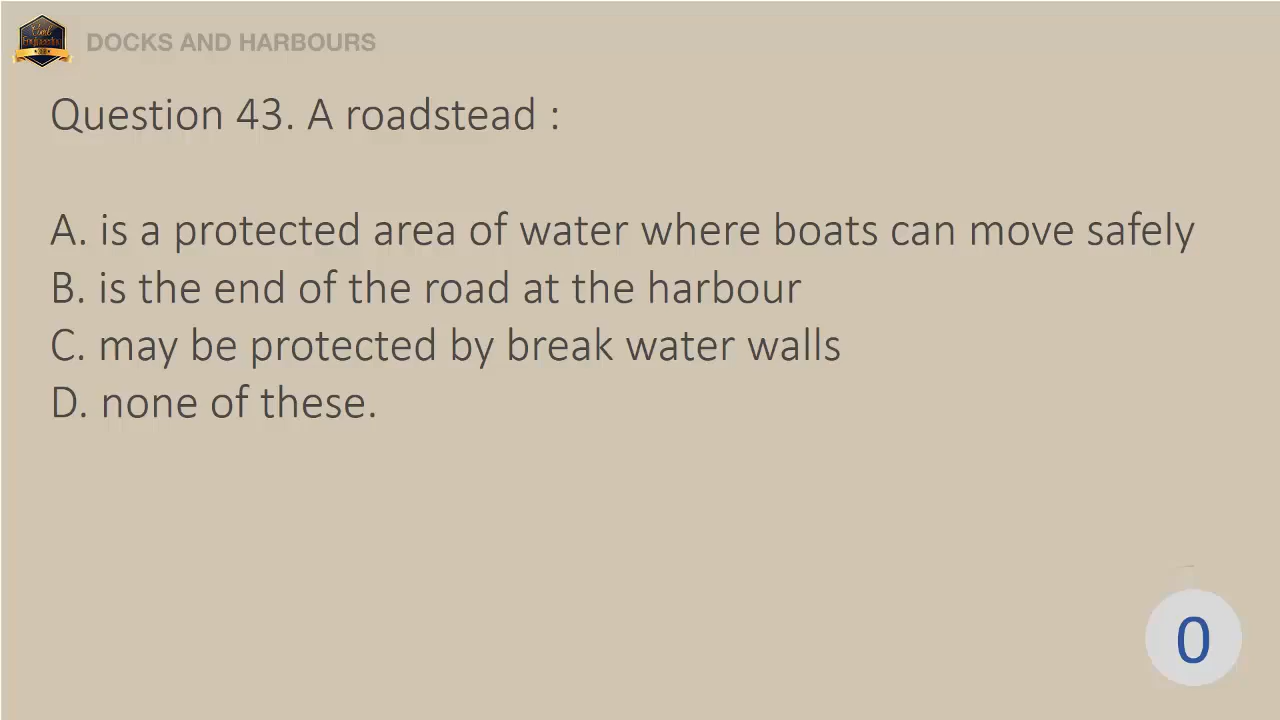 DOCKS AND HARBOURS
Question 43. A roadstead :
A. is a protected area of water where boats can move safely
B. is the end of the road at the harbour
C. may be protected by break water walls
D. none of these.
0